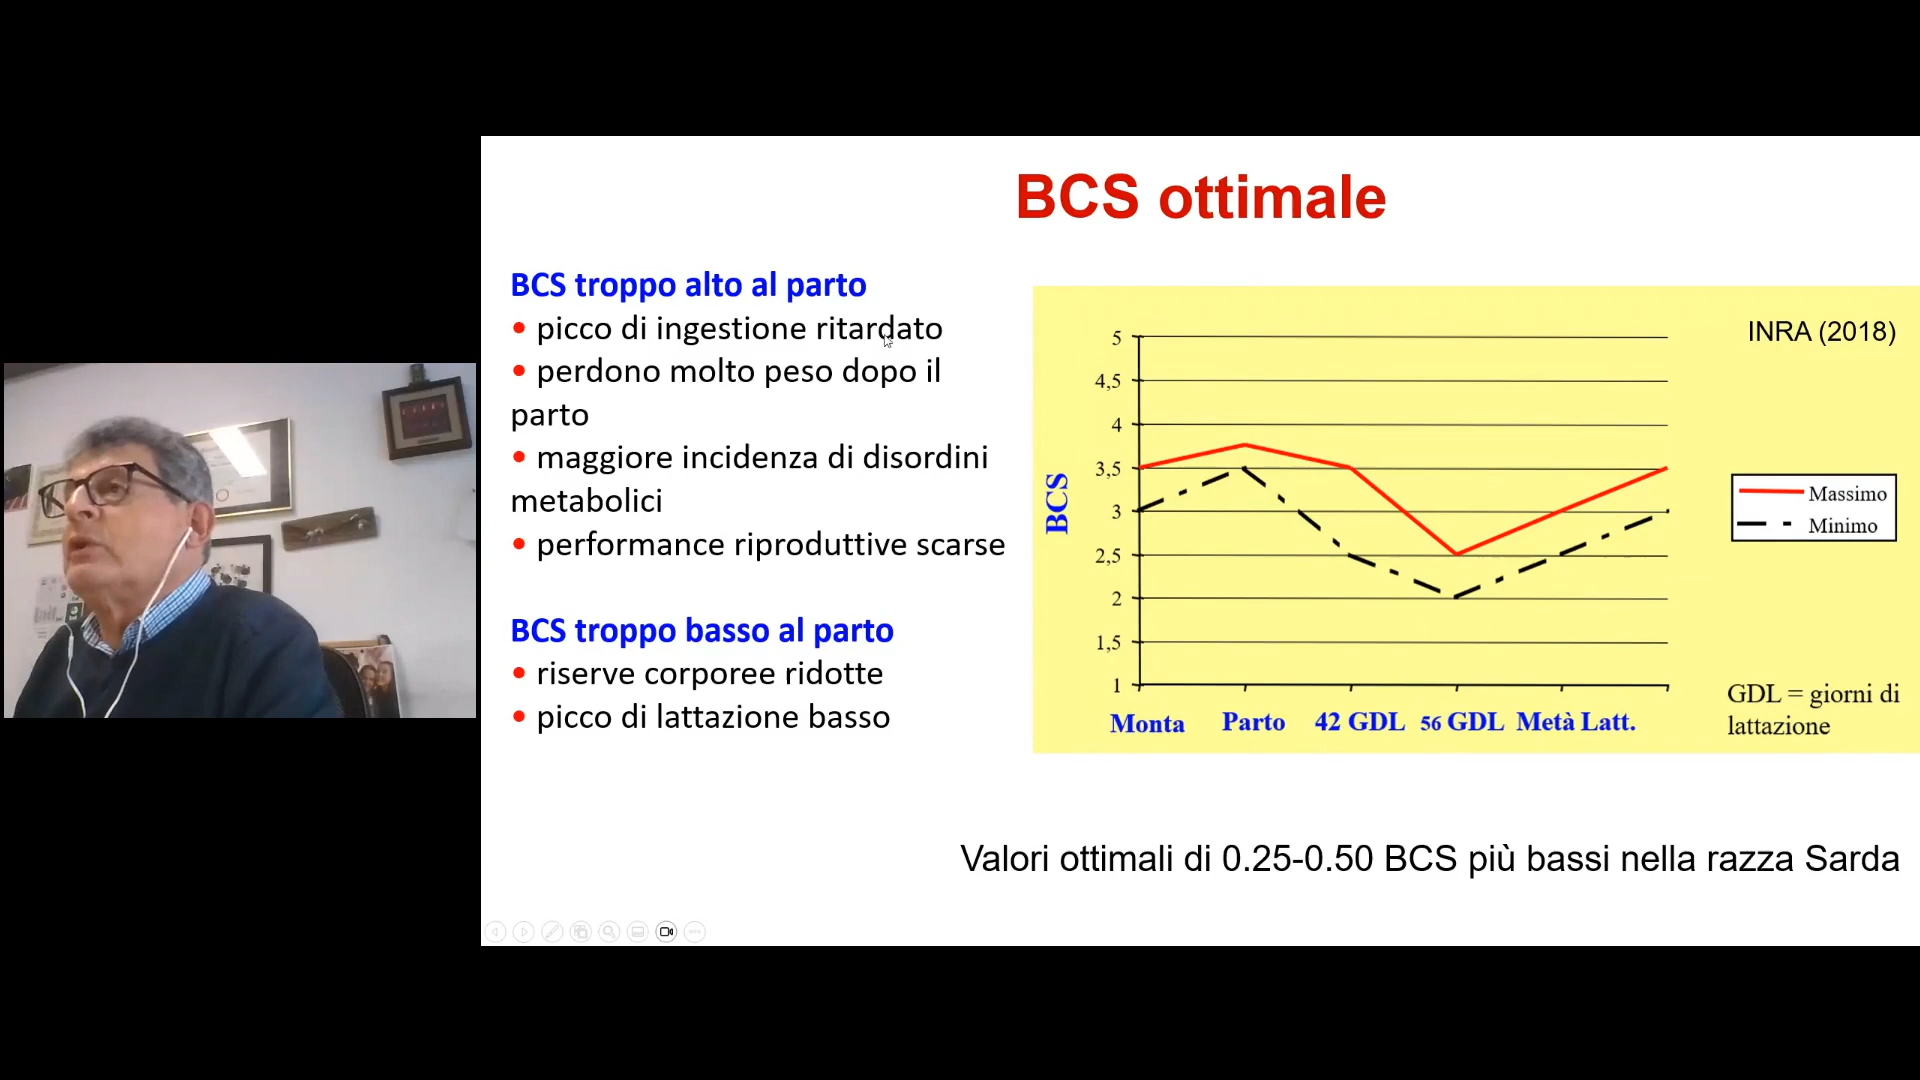 BCS ottimale
BCS troppo alto al parto
• picco di ingestione ritardato
• perdono molto peso dopo il
parto
• maggiore incidenza di disordini
metabolici
• performance riproduttive scarse
BCS troppo basso al parto
• riserve corporee ridotte
• picco di lattazione basso
INRA (2018)
BCS
5
4,5
4
3,5
3
2,5
2
1,5
1
Monta Parto 42 GDL 56 GDL Metà Latt.
Massimo
Minimo
GDL = giorni di
lattazione
Valori ottimali di 0.25-0.50 BCS più bassi nella razza Sarda